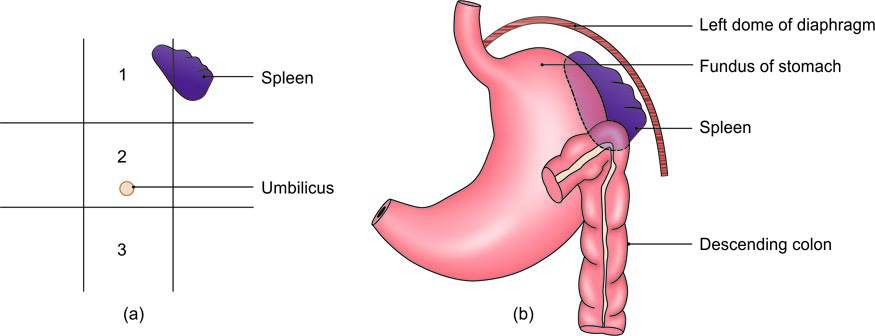 1
Spleen
2
Umbilicus
3
(a)
Left dome of diaphragm
Fundus of stomach
Spleen
Descending colon
(b)